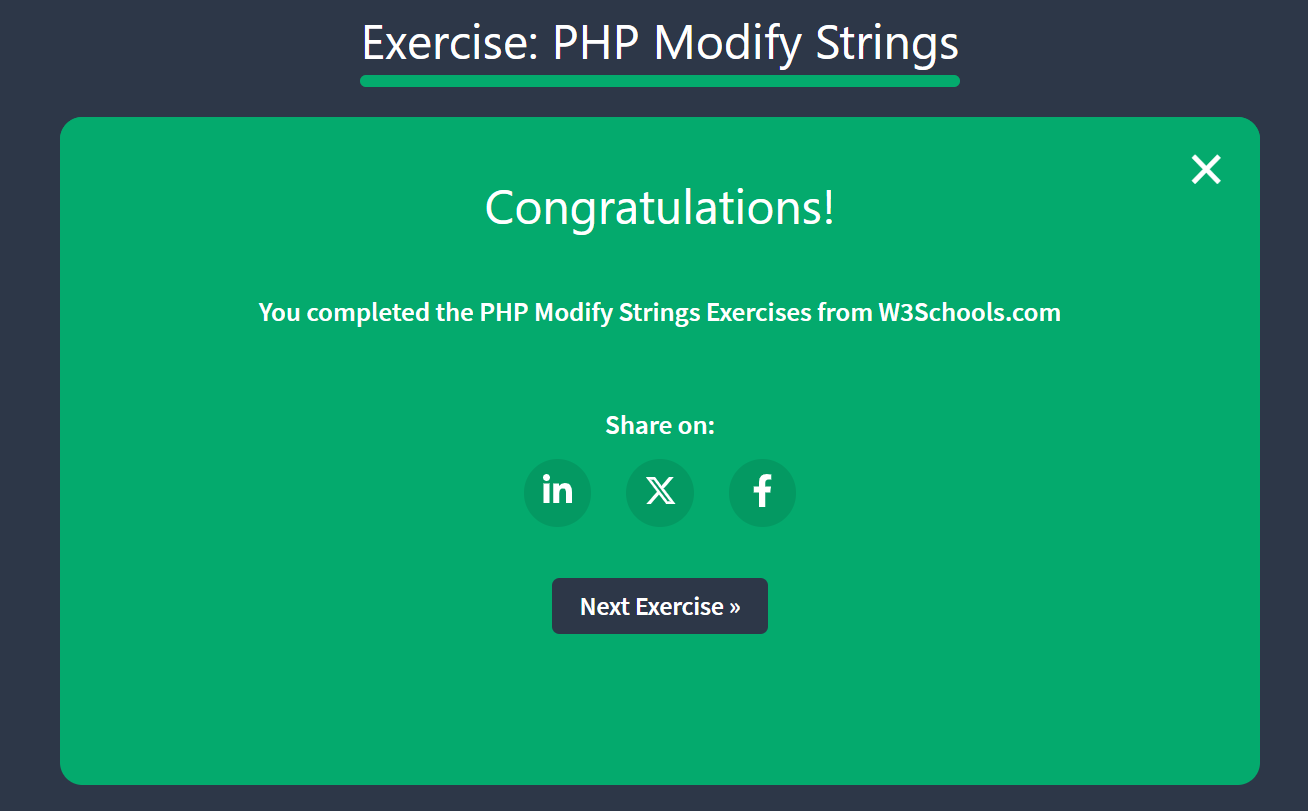 Exercise: PHP Modify Strings
Congratulations!
You completed the PHP Modify Strings Exercises from W3Schools.com
Share on:
Next Exercise »